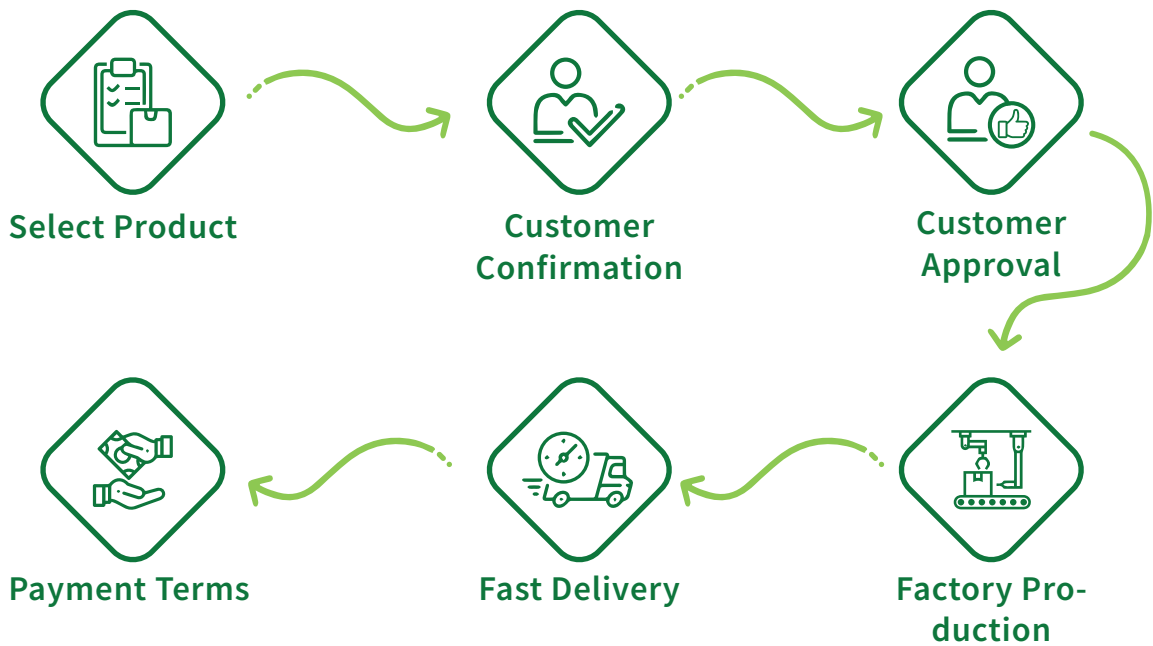 Select Product
Customer
Confirmation
Customer
Approval
Payment Terms
Fast Delivery
Factory Pro-
duction